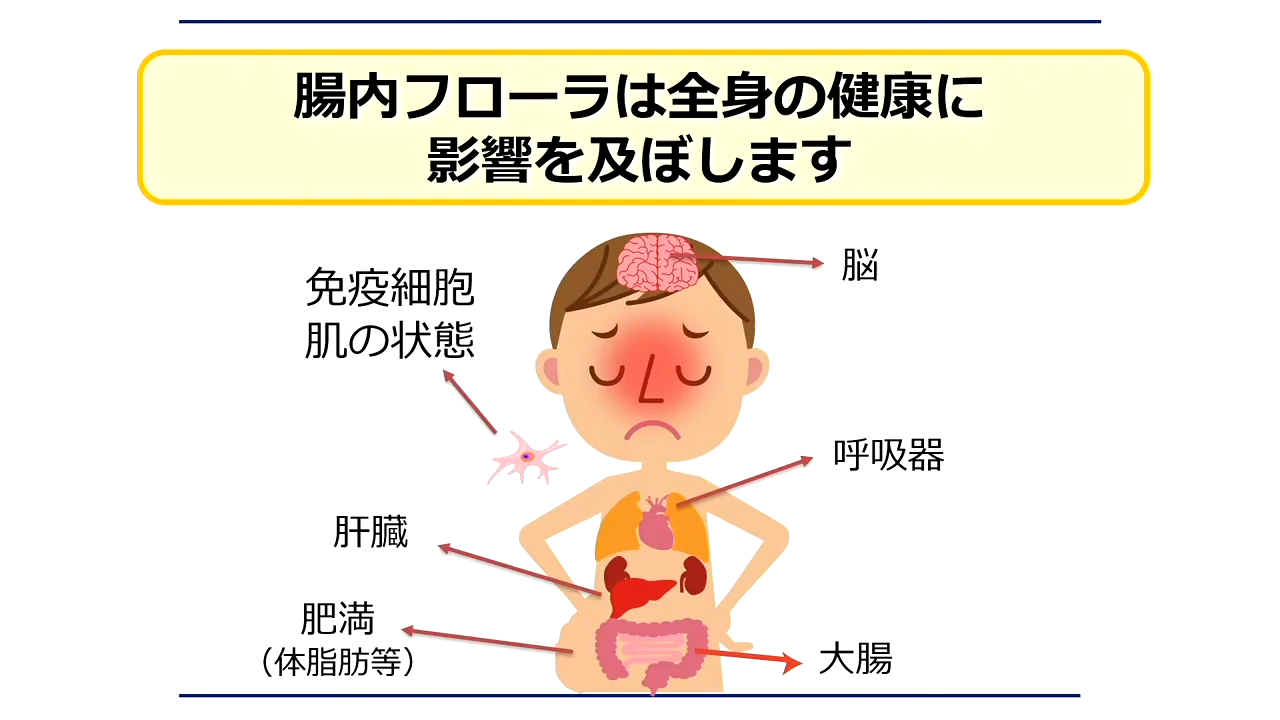 腸内フローラは全身の健康に
影響を及ぼします
脳
免疫細胞
肌の状態
呼吸器
肝臓
肥満
（体脂肪等）
大腸